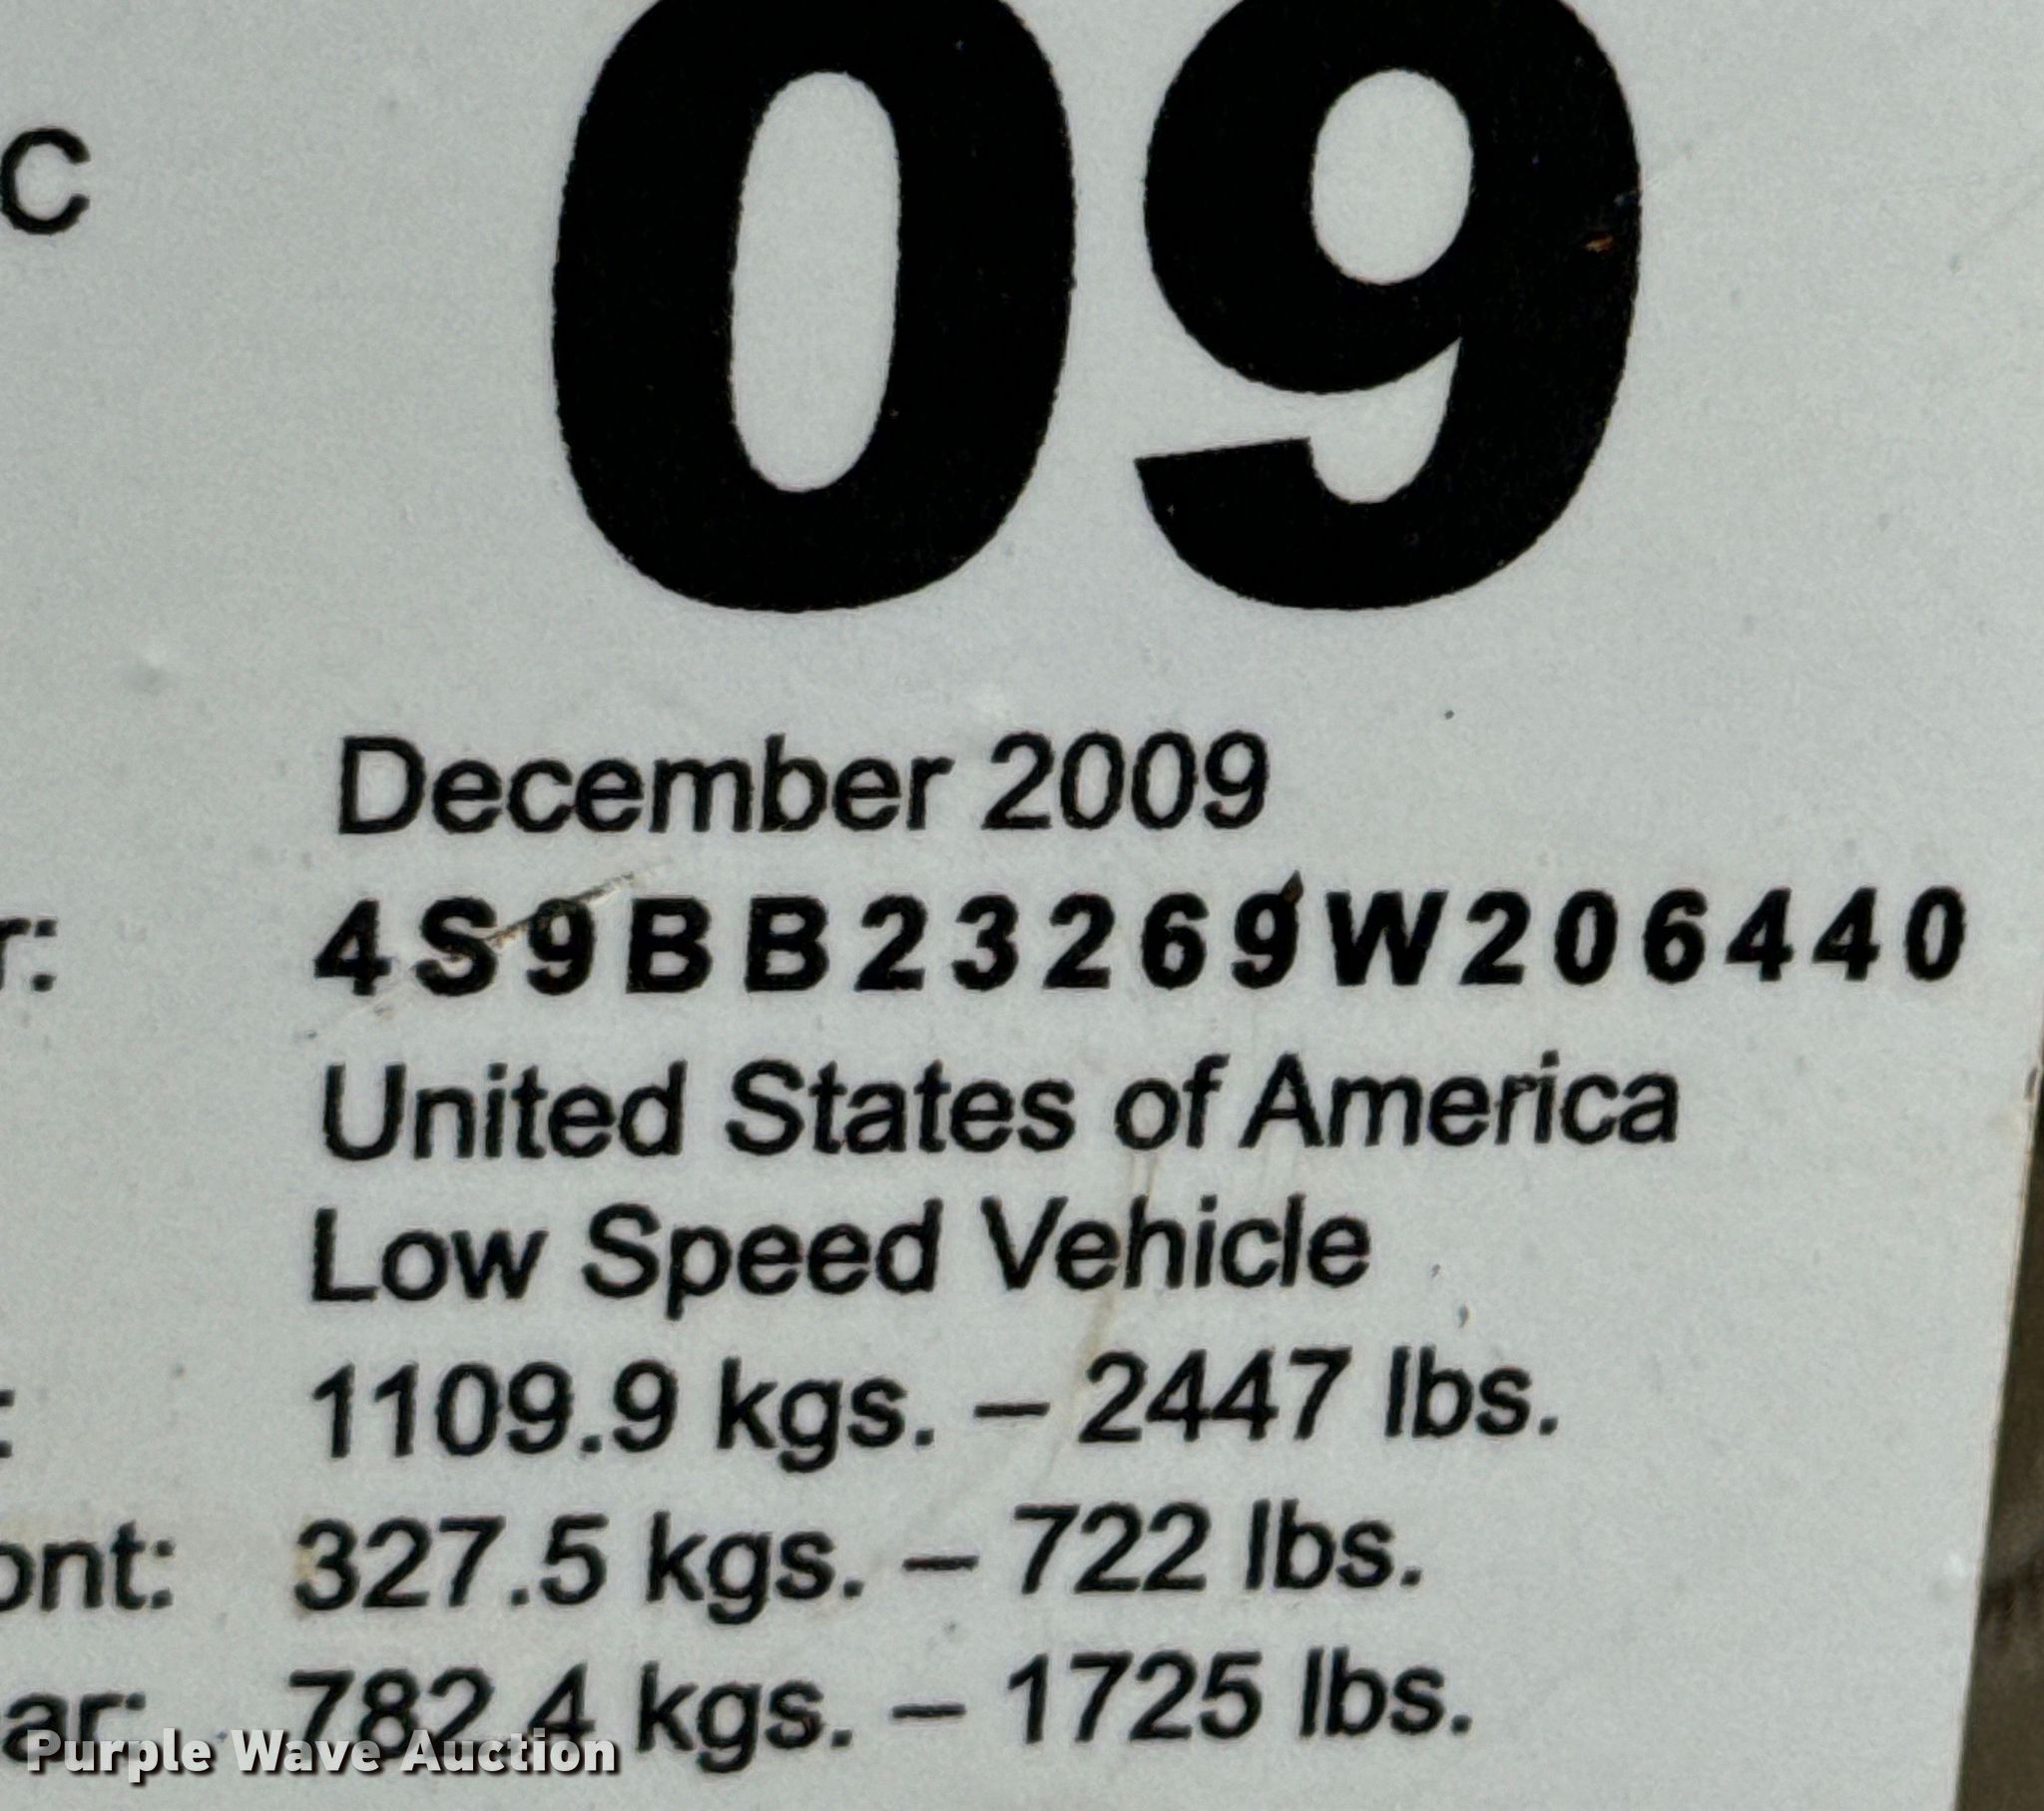 09
C
December 2009
r: 4S9BB23269W206440
United States of America
Low Speed Vehicle
: 1109.9 kgs. – 2447 lbs.
ont: 327.5 kgs. – 722 lbs.
ar: 782.4 kgs. – 1725 lbs.
Purple Wave Auction